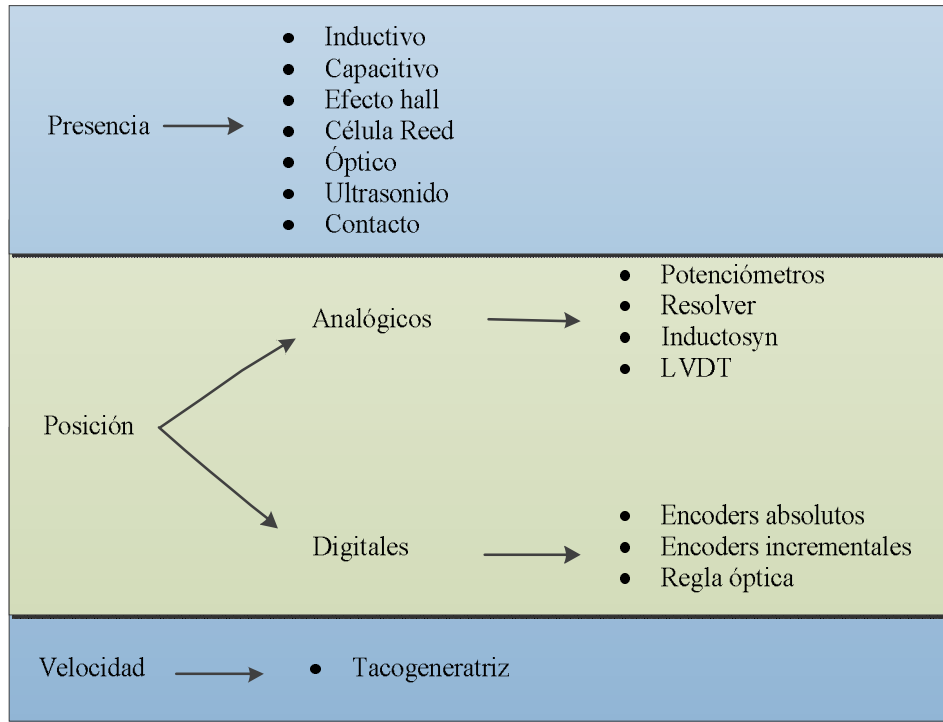 Presencia
● Inductivo
● Capacitivo
● Efecto hall
● Célula Reed
● Óptico
● Ultrasonido
● Contacto
Posición
Analógicos
● Potenciómetros
● Resolver
● Inductosyn
● LVDT
Digitales
● Encoders absolutos
● Encoders incrementales
● Regla óptica
Velocidad
● Tacogeneratriz